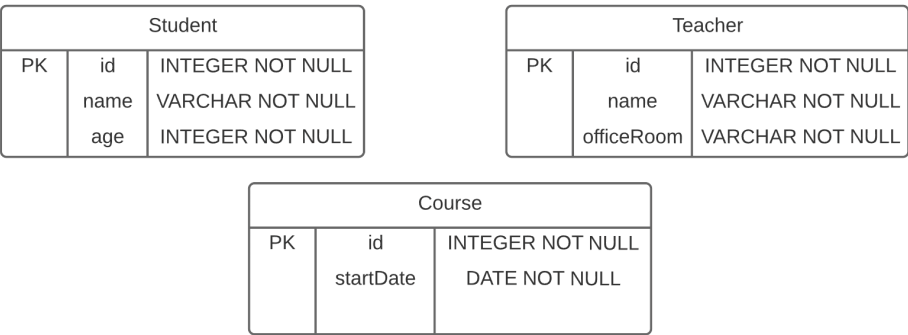 Student
PK id INTEGER NOT NULL
name VARCHAR NOT NULL
age INTEGER NOT NULL
Teacher
PK id INTEGER NOT NULL
name VARCHAR NOT NULL
officeRoom VARCHAR NOT NULL
Course
PK id INTEGER NOT NULL
startDate DATE NOT NULL